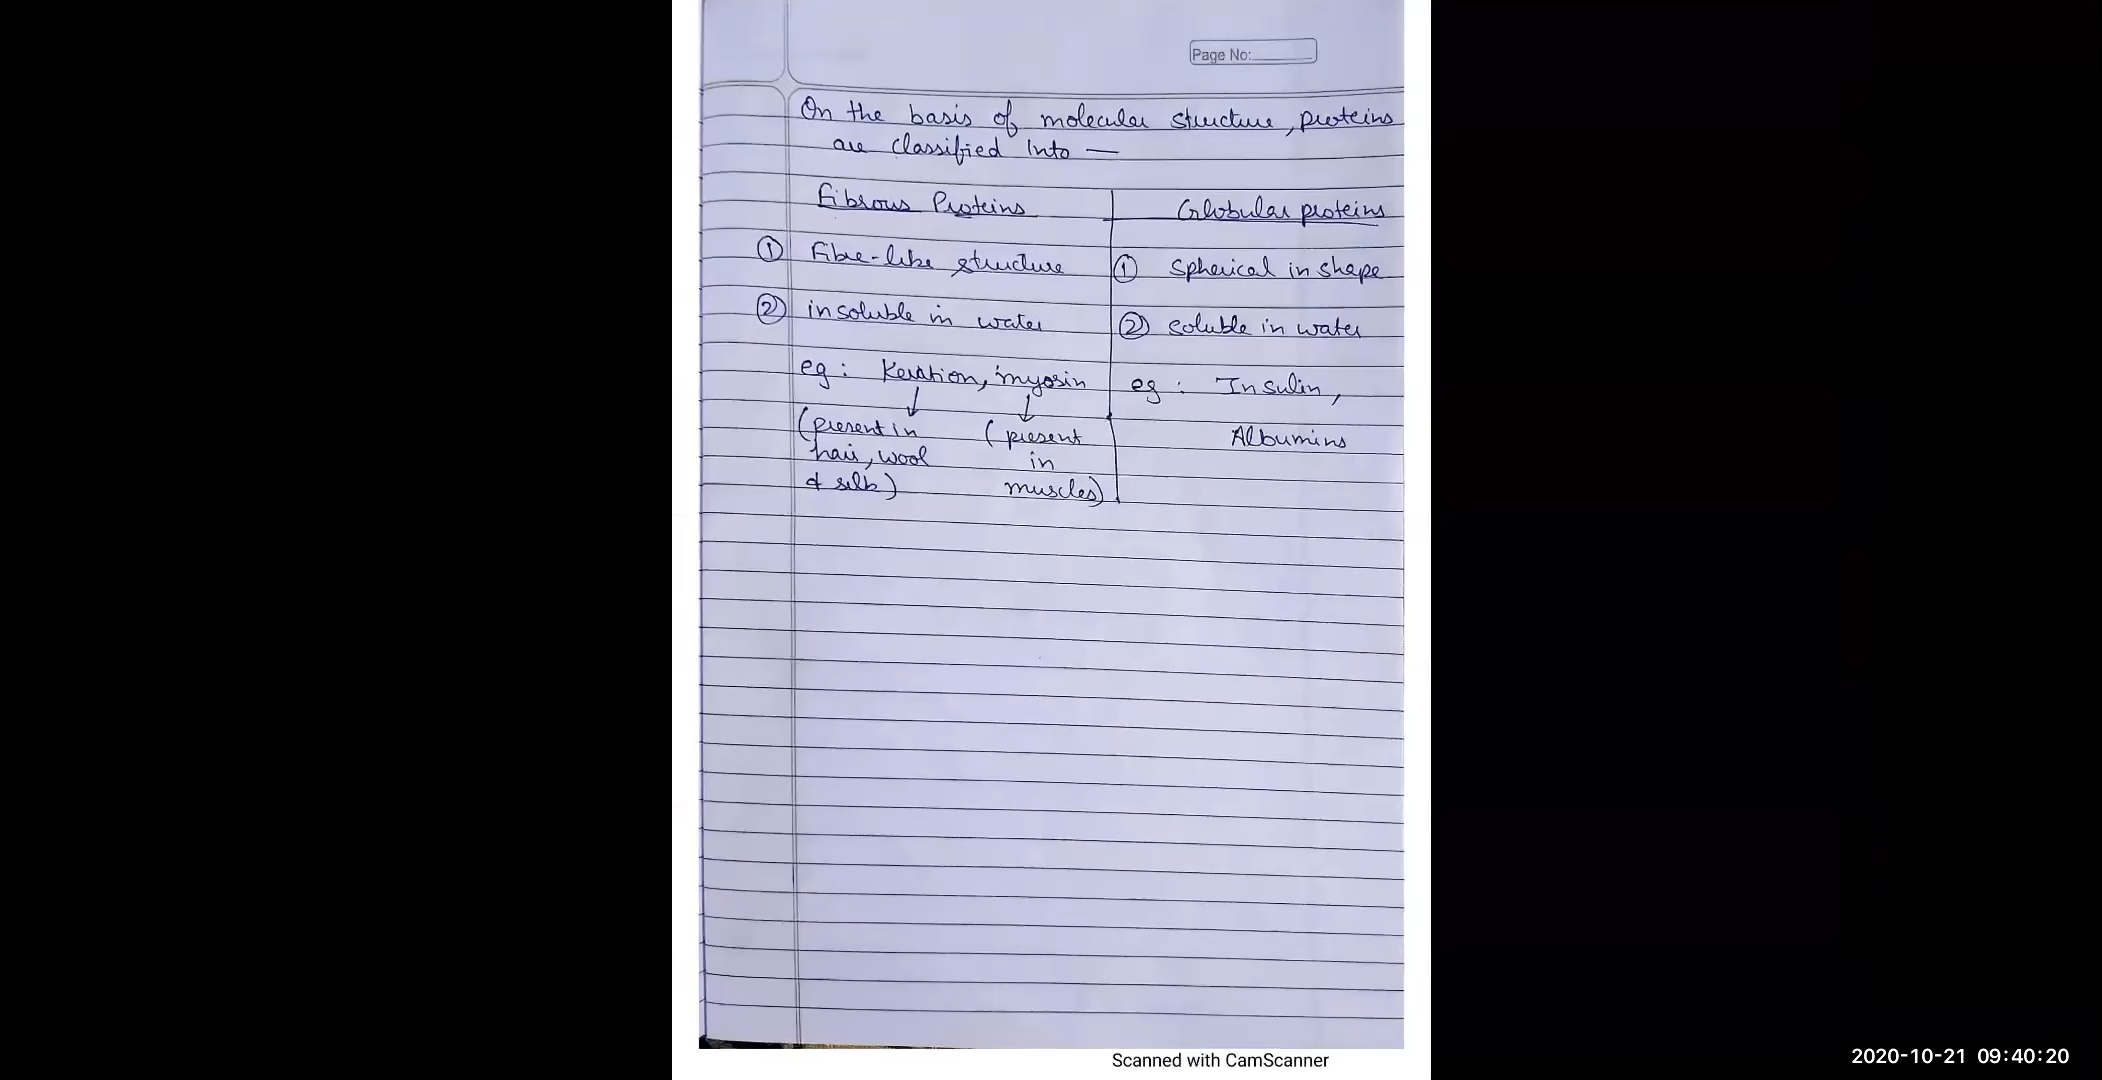 Page No:
On the basis of molecular structure, proteins
are classified into —
Fibrous Proteins
Globular proteins
① Fibre-like structure
① Spherical in shape
② insoluble in water
② soluble in water
eg: Keration, myosin
eg: Insulin,
(present in
(present
Albumins
hair, wool
in
& silk)
muscles)
Scanned with CamScanner
2020-10-21 09:40:20